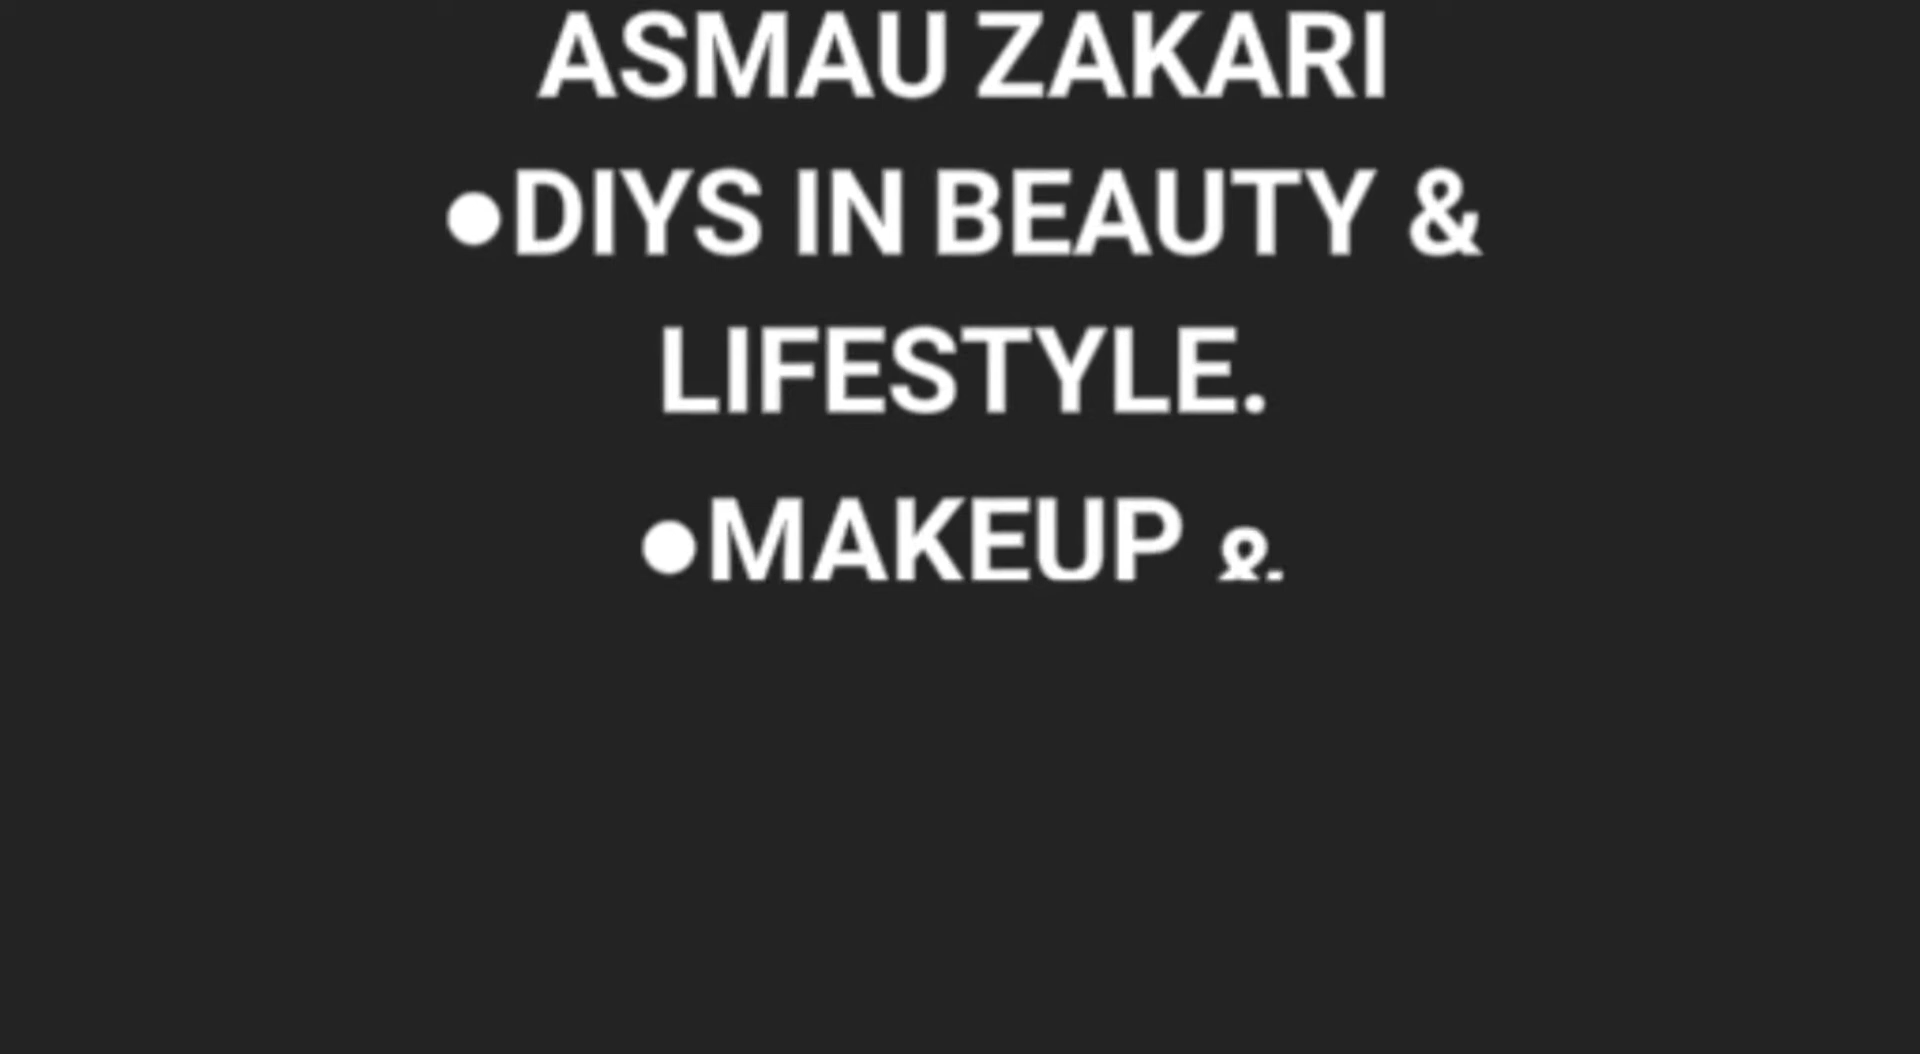 ASMAU ZAKARI
●DIYS IN BEAUTY &
LIFESTYLE.
●MAKEUP &